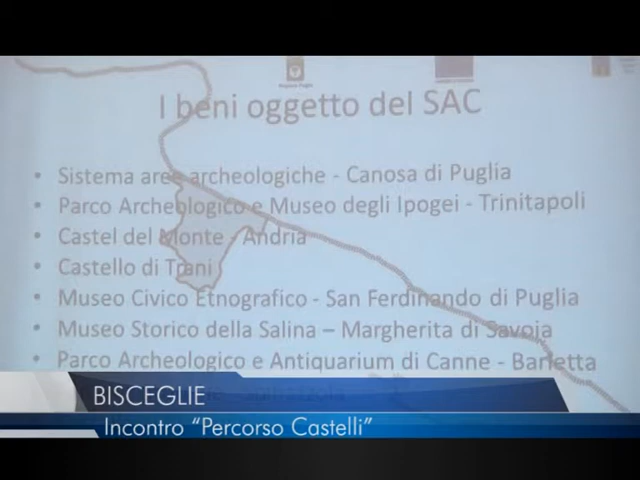 I beni oggetto del SAC
• Sistema aree archeologiche - Canosa di Puglia
• Parco Archeologico e Museo degli Ipogei - Trinitapoli
• Castel del Monte - Andria
• Castello di Trani
• Museo Civico Etnografico - San Ferdinando di Puglia
• Museo Storico della Salina – Margherita di Savoia
• Parco Archeologico e Antiquarium di Canne - Barletta
BISCEGLIE
Incontro "Percorso Castelli"